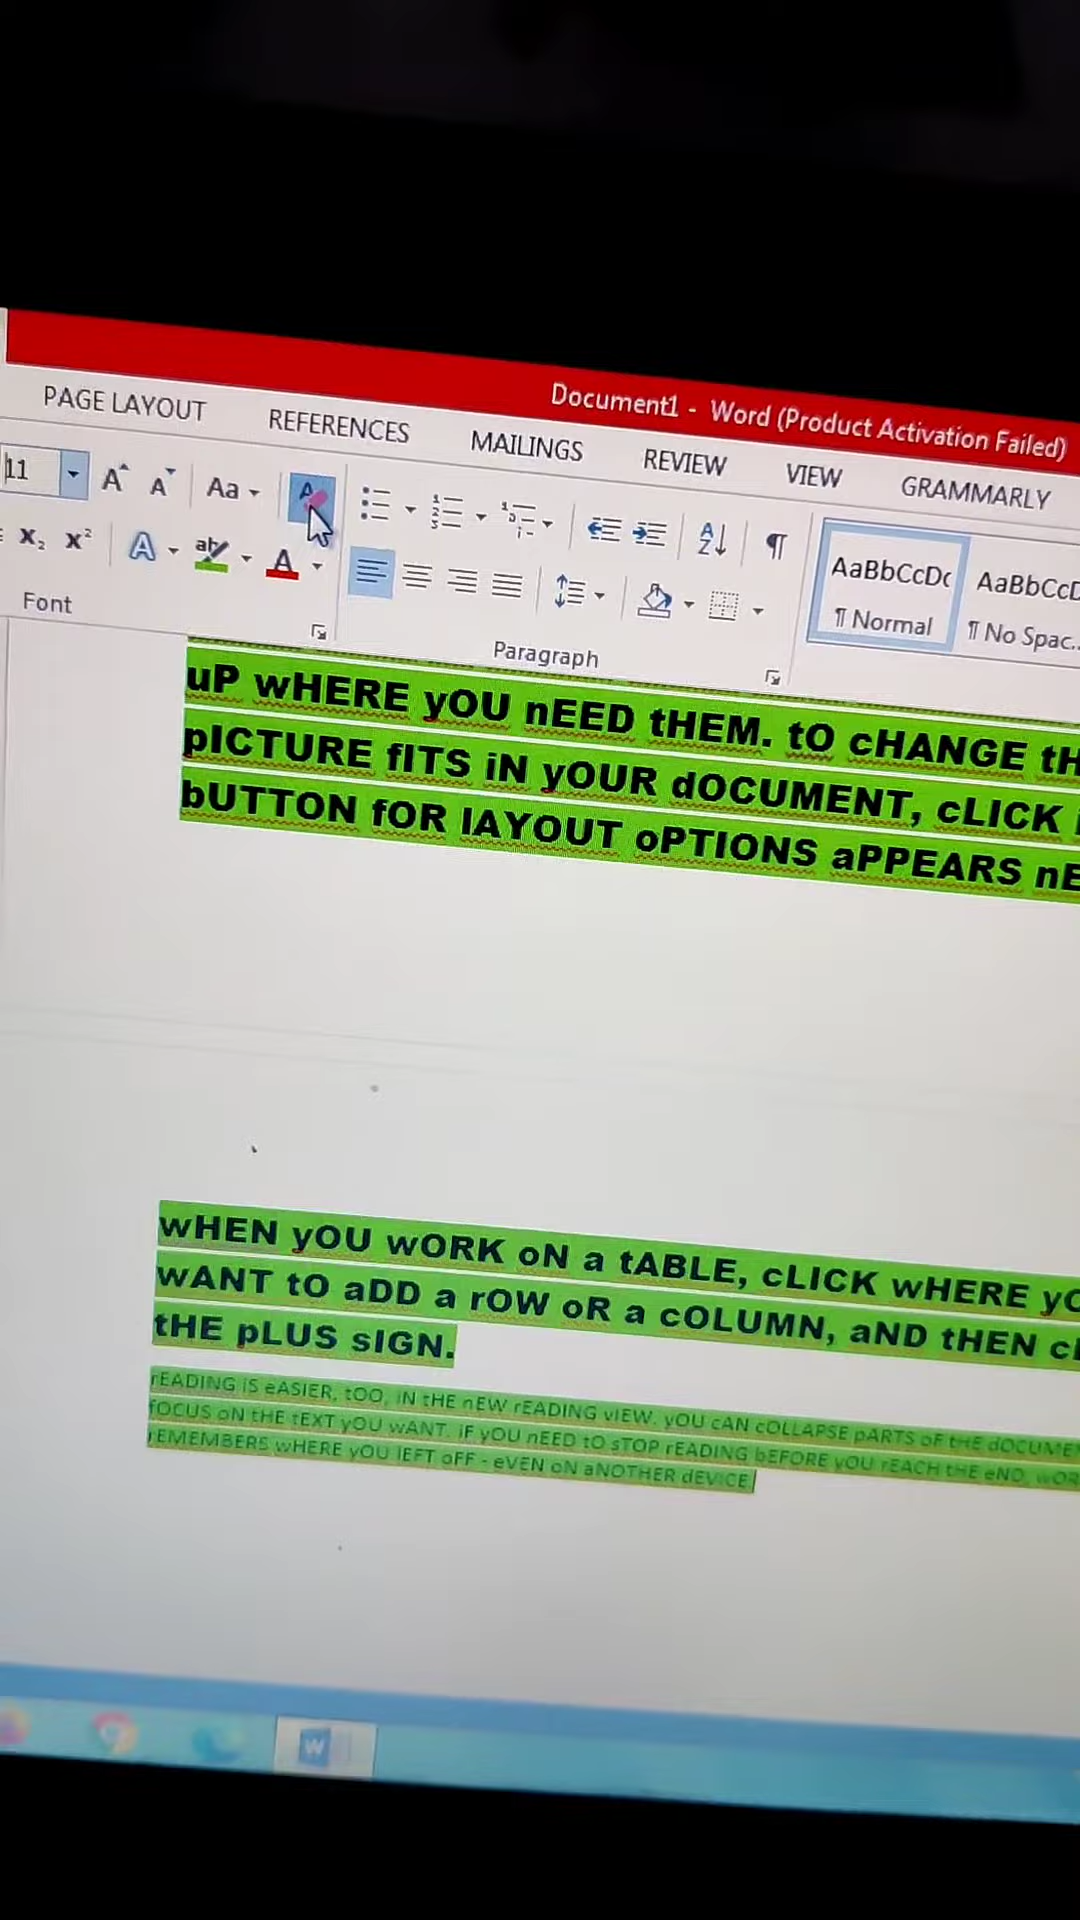 Document1 - Word (Product Activation Failed)
PAGE LAYOUT REFERENCES MAILINGS REVIEW VIEW GRAMMARLY
11 A A Aa A
X₂ X² A ab A
AaBbCcDc AaBbCcD
¶ Normal ¶ No Spac...
Font Paragraph
uP wHERE yOU nEED tHEM. tO cHANGE
pICTURE fITS iN yOUR dOCUMENT, cLICK
bUTTON fOR lAYOUT oPTIONS aPPEARS
wHEN yOU wORK oN a tABLE, cLICK wHERE
wANT tO aDD a rOW oR a cOLUMN, aND tHEN
tHE pLUS sIGN.
rEADING iS eASIER, tOO, iN tHE nEW rEADING vIEW. yOU cAN cOLLAPSE pARTS oF tHE
fOCUS oN tHE tEXT yOU wANT. iF yOU nEED tO sTOP rEADING bEFORE yOU rEACH tHE eND,
rEMEMBERS wHERE yOU lEFT oFF - eVEN oN aNOTHER dEVICE.
W